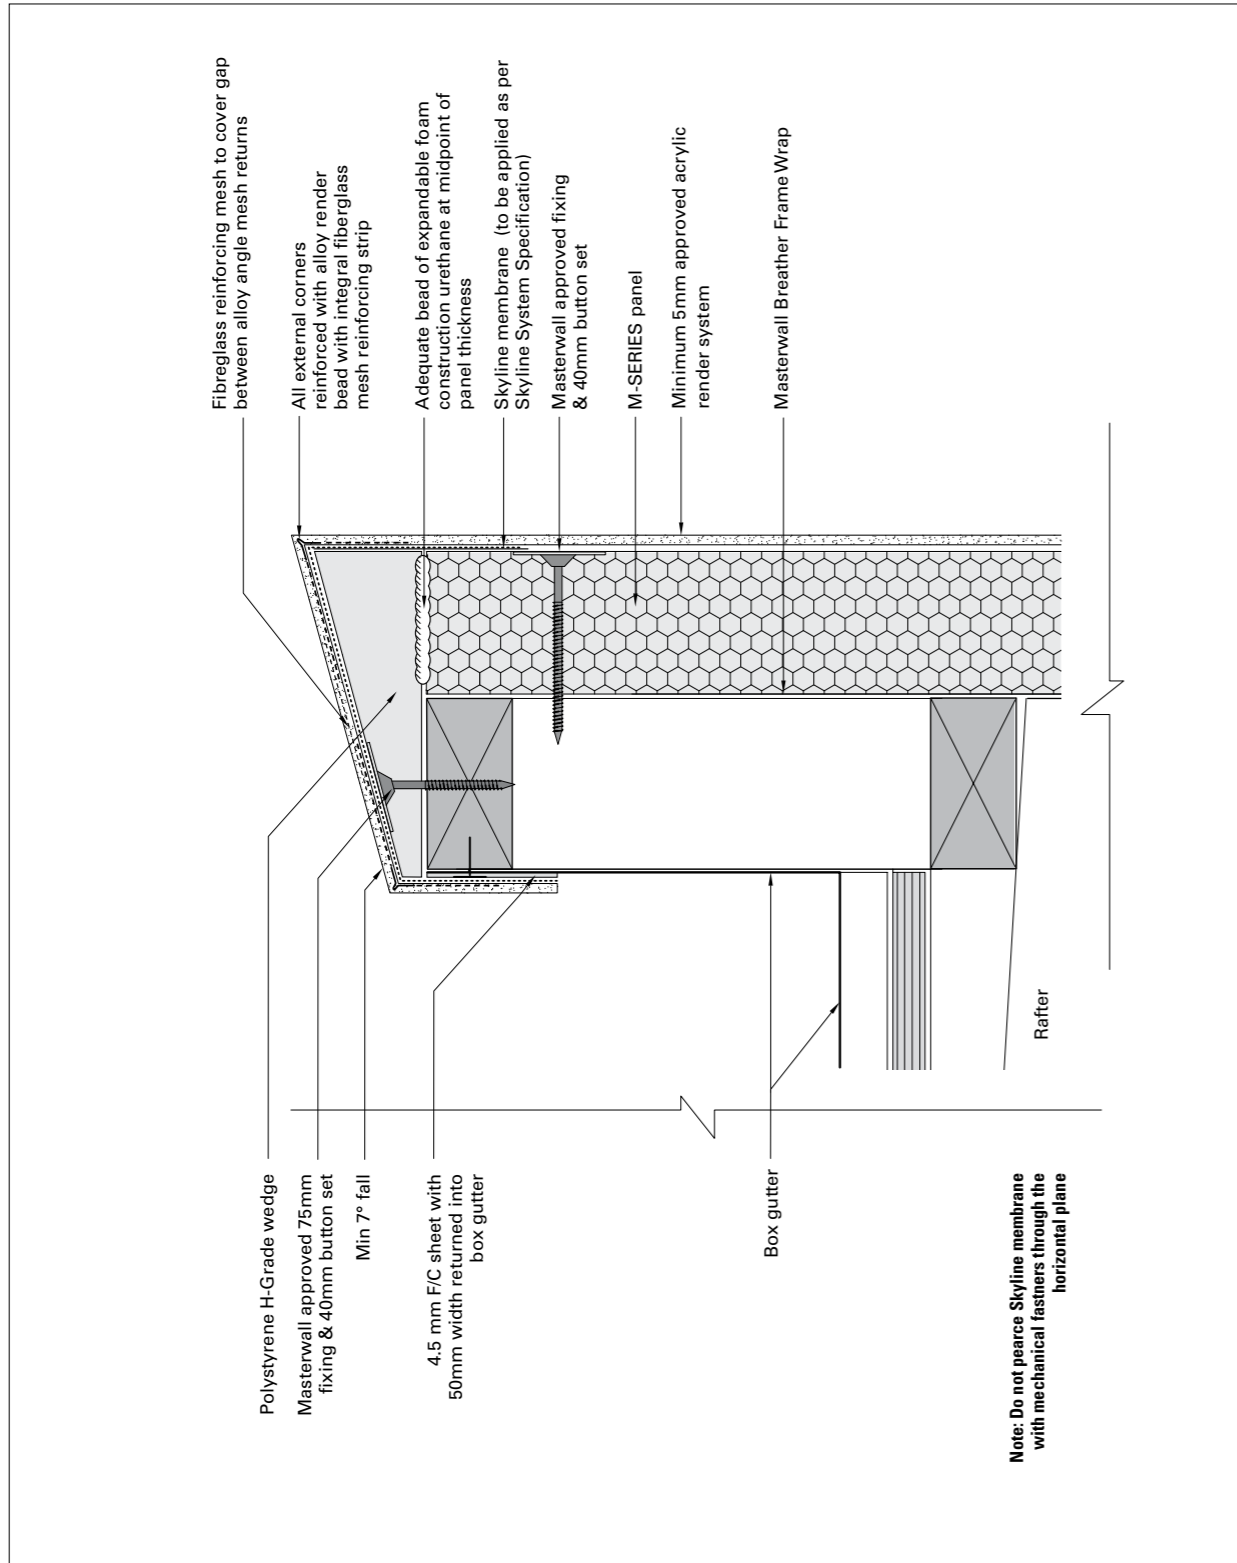 Fibreglass reinforcing mesh to cover gap
between alloy angle mesh returns
All external corners
reinforced with alloy render
bead with integral fiberglass
mesh reinforcing strip
Adequate bead of expandable foam
construction urethane at midpoint of
panel thickness
Skyline membrane (to be applied as per
Skyline System Specification)
Masterwall approved fixing
& 40mm button set
M-SERIES panel
Minimum 5mm approved acrylic
render system
Masterwall Breather Frame Wrap
Rafter
Polystyrene H-Grade wedge
Masterwall approved 75mm
fixing & 40mm button set
Min 7° fall
4.5 mm F/C sheet with
50mm width returned into
box gutter
Box gutter
Note: Do not pearce Skyline membrane
with mechanical fastners through the
horizontal plane